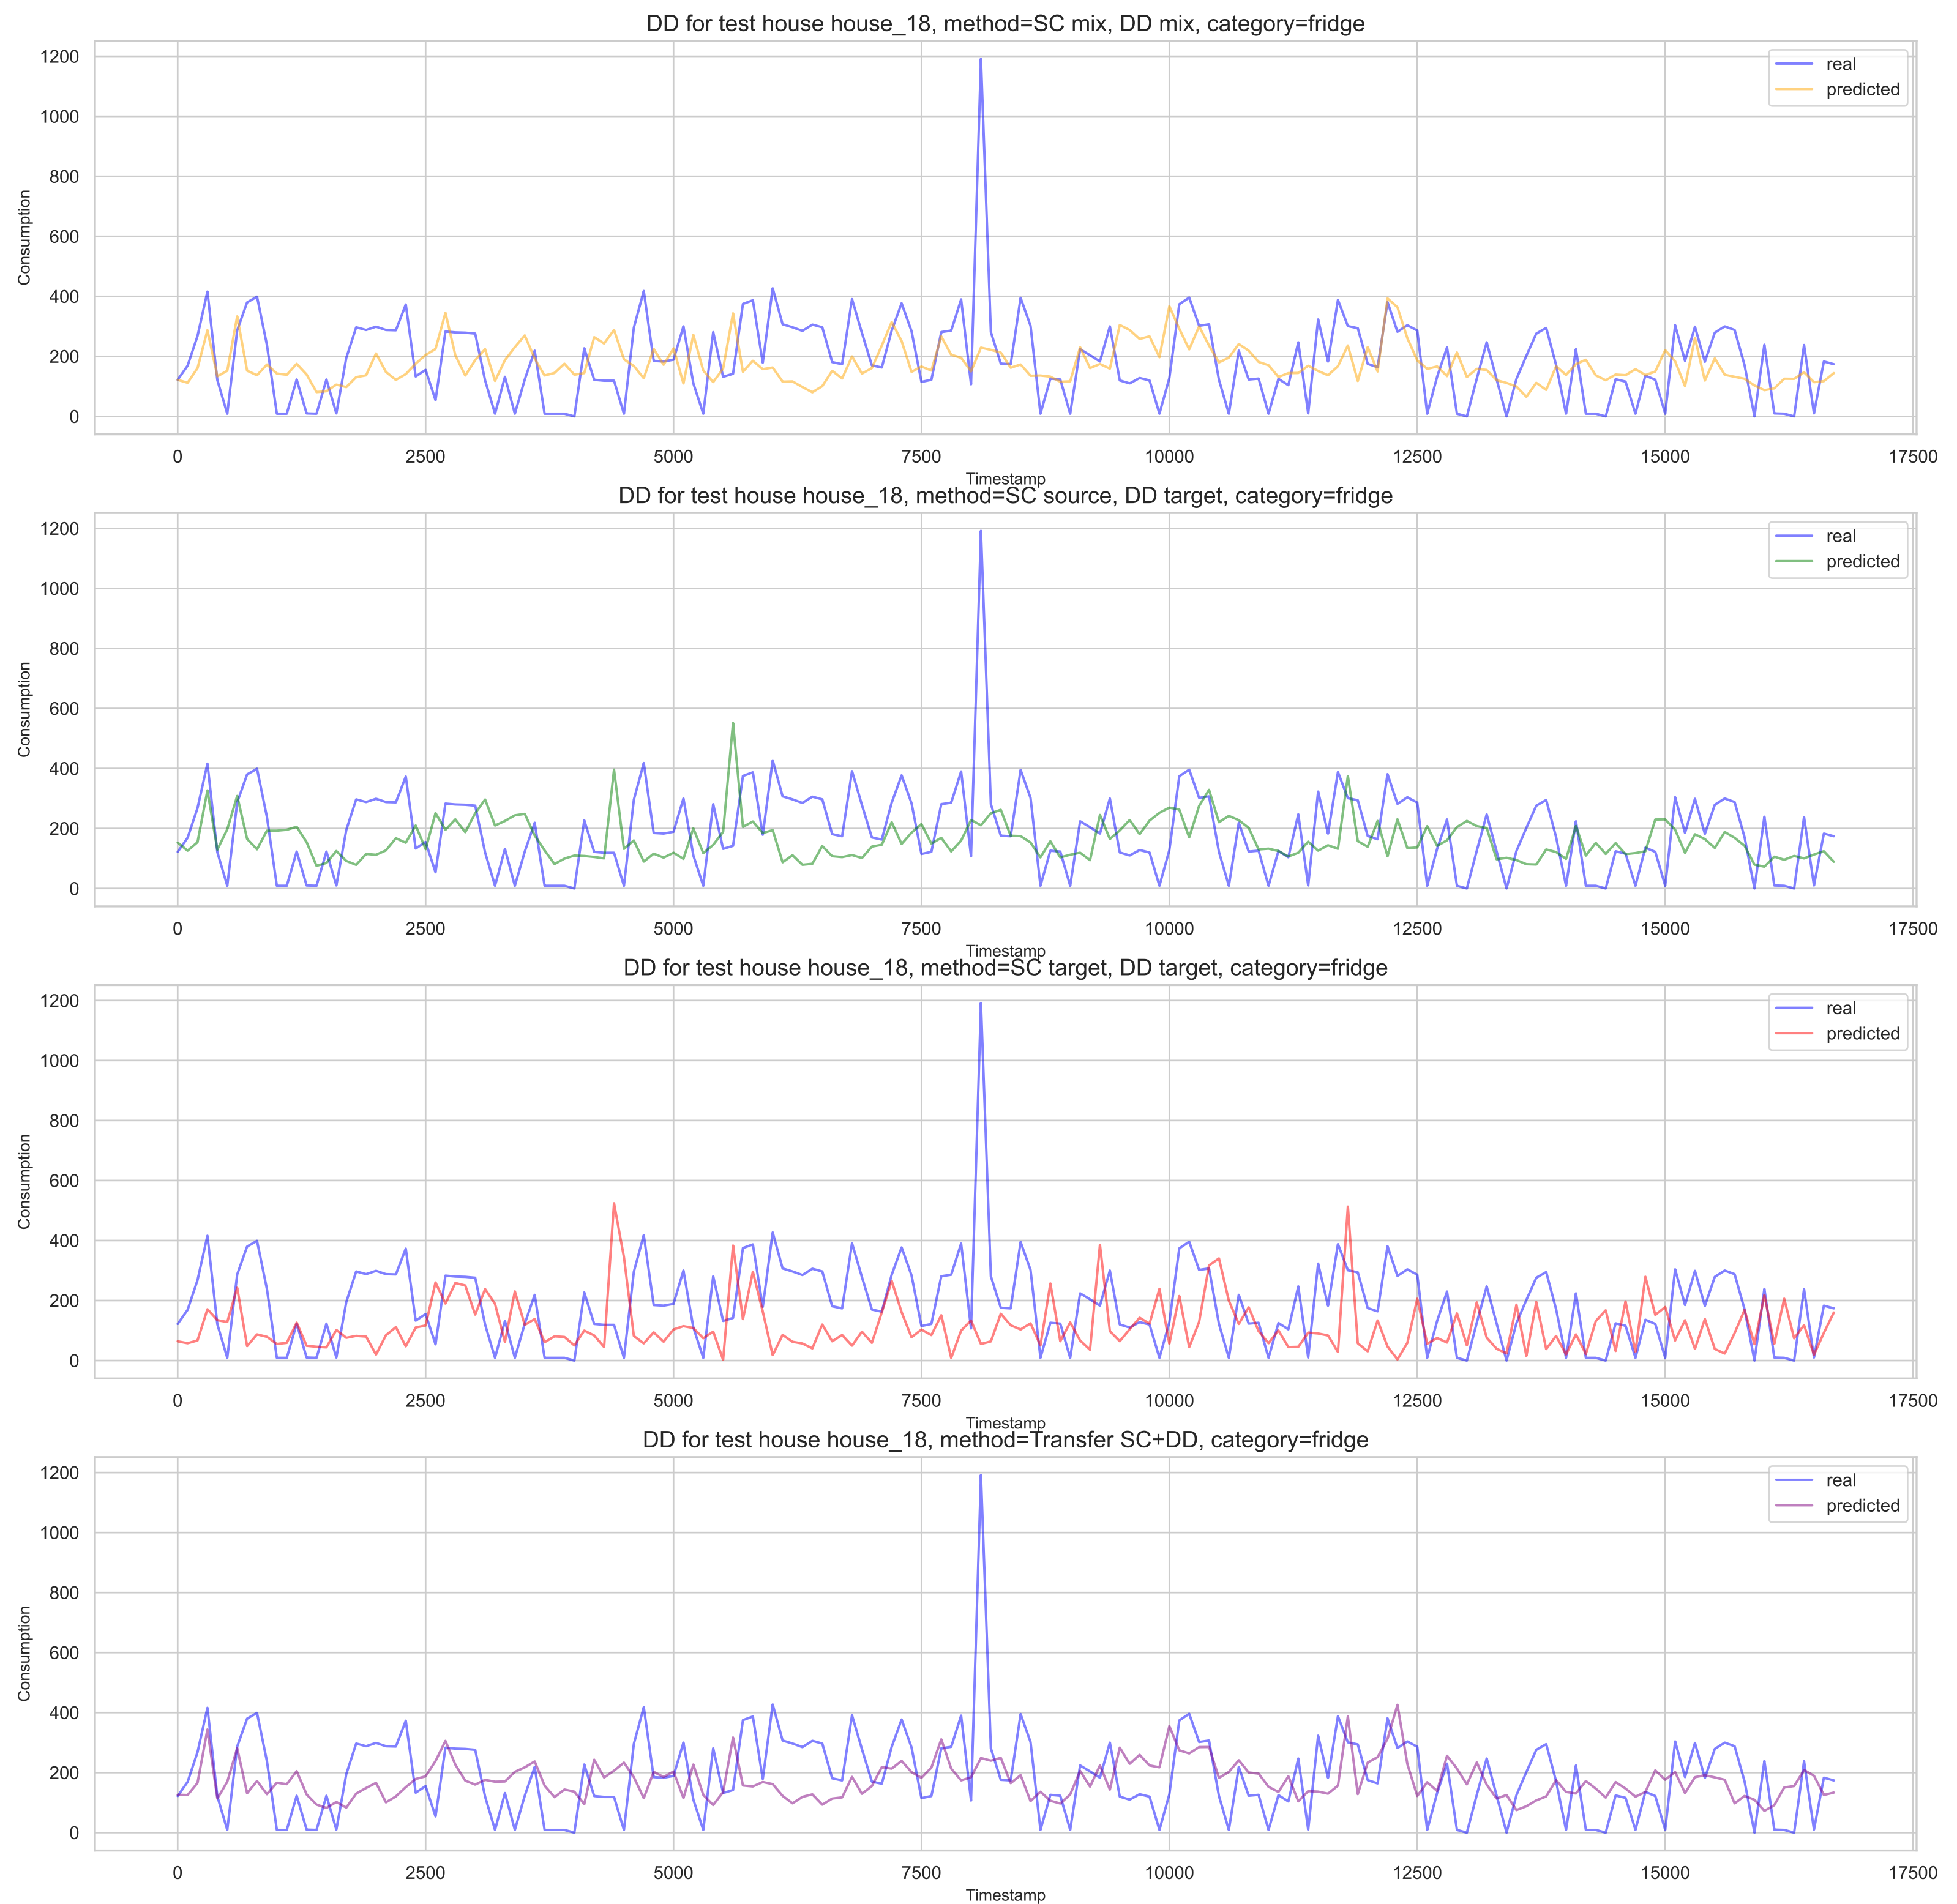 DD for test house house_18, method=SC mix, DD mix, category=fridge
real
predicted
Consumption
1200
1000
800
600
400
200
0
0 2500 5000 7500 10000 12500 15000 17500
Timestamp
DD for test house house_18, method=SC source, DD target, category=fridge
real
predicted
Consumption
1200
1000
800
600
400
200
0
0 2500 5000 7500 10000 12500 15000 17500
Timestamp
DD for test house house_18, method=SC target, DD target, category=fridge
real
predicted
Consumption
1200
1000
800
600
400
200
0
0 2500 5000 7500 10000 12500 15000 17500
Timestamp
DD for test house house_18, method=Transfer SC+DD, category=fridge
real
predicted
Consumption
1200
1000
800
600
400
200
0
0 2500 5000 7500 10000 12500 15000 17500
Timestamp